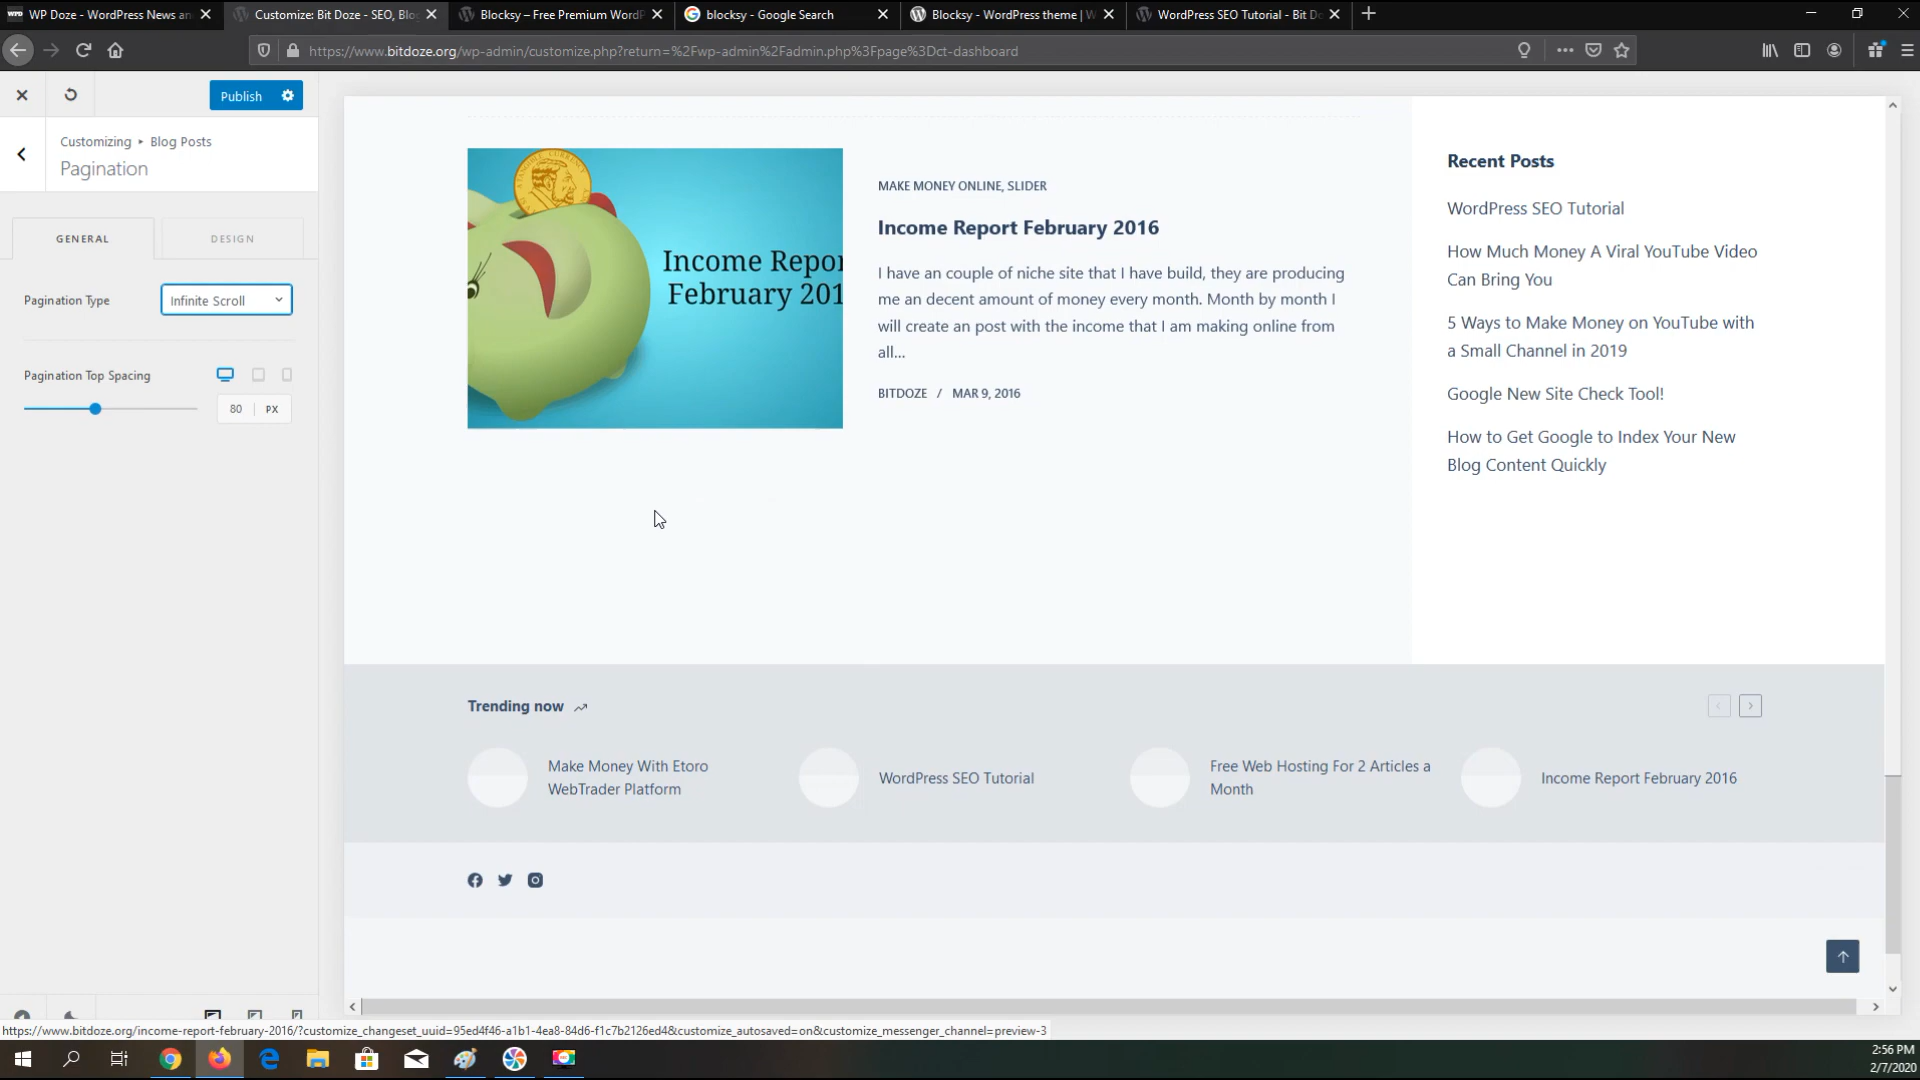 WP Doze - WordPress News an
Customize: Bit Doze - SEO, Blo
Blocksy – Free Premium WordP
blocksy - Google Search
Blocksy - WordPress theme | W
WordPress SEO Tutorial - Bit Do
https://www.bitdoze.org/wp-admin/customize.php?return=%2Fwp-admin%2Fadmin.php%3Fpage%3Dct-dashboard
Publish
Customizing ▸ Blog Posts
Pagination
GENERAL
DESIGN
Pagination Type
Infinite Scroll
Pagination Top Spacing
80
PX
Income Repor
February 201
MAKE MONEY ONLINE, SLIDER
Income Report February 2016
I have an couple of niche site that I have build, they are producing
me an decent amount of money every month. Month by month I
will create an post with the income that I am making online from
all...
BITDOZE / MAR 9, 2016
Recent Posts
WordPress SEO Tutorial
How Much Money A Viral YouTube Video
Can Bring You
5 Ways to Make Money on YouTube with
a Small Channel in 2019
Google New Site Check Tool!
How to Get Google to Index Your New
Blog Content Quickly
Trending now
Make Money With Etoro
WebTrader Platform
WordPress SEO Tutorial
Free Web Hosting For 2 Articles a
Month
Income Report February 2016
https://www.bitdoze.org/income-report-february-2016/?customize_changeset_uuid=95ed4f46-a1b1-4ea8-84d6-f1c7b2126ed4&customize_autosaved=on&customize_messenger_channel=preview-3
2:56 PM
2/7/2020